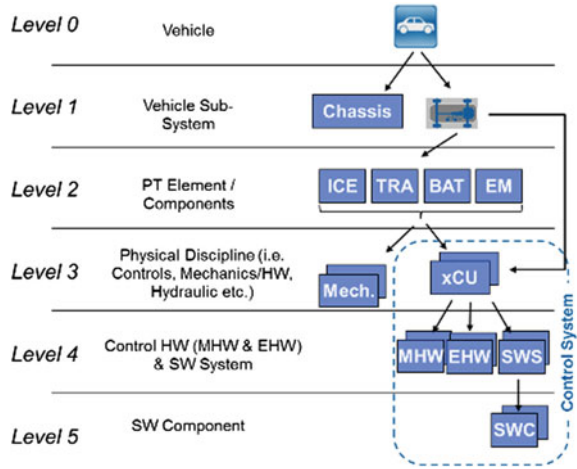 Level 0
Vehicle
Level 1
Vehicle Sub-
System
Chassis
Level 2
PT Element /
Components
ICE TRA BAT EM
Level 3
Physical Discipline (i.e.
Controls, Mechanics/HW,
Hydraulic etc.)
Mech.
xCU
Level 4
Control HW (MHW & EHW)
& SW System
MHW EHW SWS
Level 5
SW Component
SWC
Control System